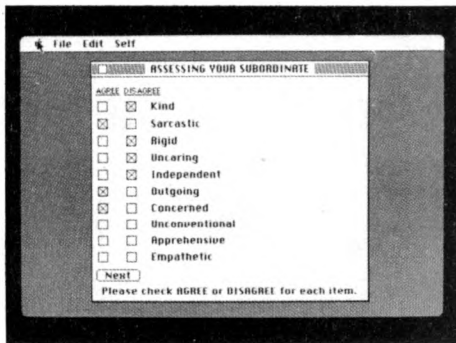 File Edit Self
ASSESSING YOUR SUBORDINATE
AGREE DISAGREE
Kind
Sarcastic
Rigid
Uncaring
Independent
Outgoing
Concerned
Unconventional
Apprehensive
Empathetic
Next
Please check AGREE or DISAGREE for each item.